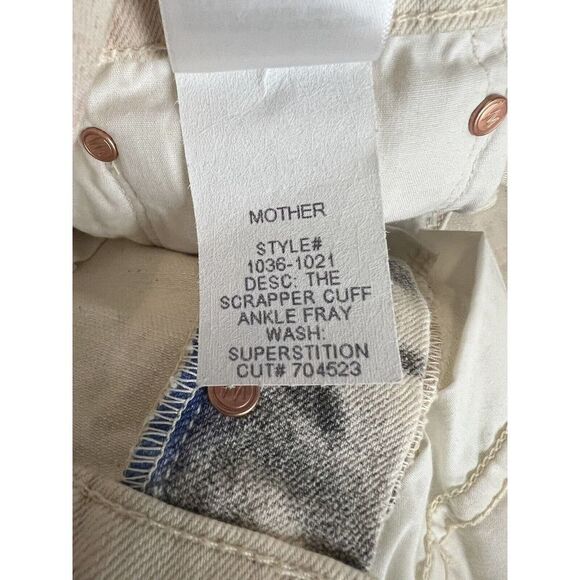 MOTHER
STYLE#
1036-1021
DESC: THE
SCRAPPER CUFF
ANKLE FRAY
WASH:
SUPERSTITION
CUT# 704523